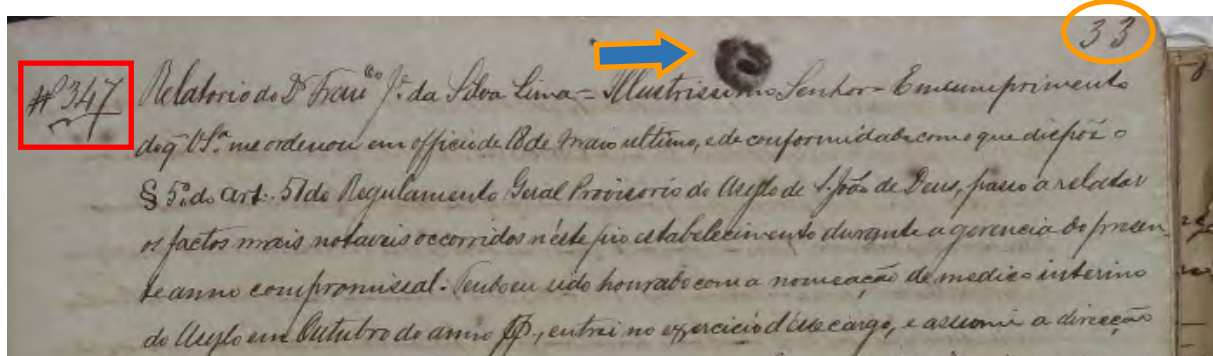 33
Nº 347 Relatorio do Dr Franco Je da Silva Lima = Illustrissimo Senhor = Em cumprimento
do q̃ VSª me ordenou em officio de 18 de Maio ultimo, e de conformidade com o que dispoẽ o
§ 5º do art. 51 do Regulamento Geral Provisorio do Asylo de S. João de Deus, passo a relatar
os factos mais notaveis occorridos n'este pio estabelecimento durante a gerencia do presen
te anno compromissal. Tendo eu sido honrado com a nomeação de medico interino
do Asylo em Outubro do anno pp, entrei no exercicio d'esse cargo, e assumi a direcção